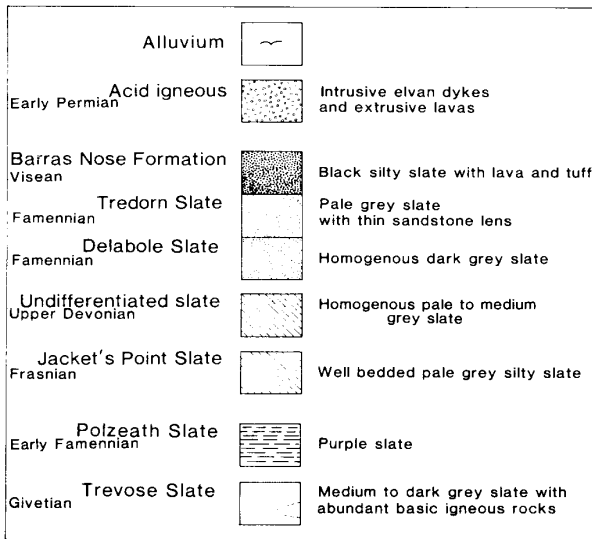 Alluvium
Acid igneous
Early Permian
Intrusive elvan dykes
and extrusive lavas
Barras Nose Formation
Visean
Black silty slate with lava and tuff
Tredorn Slate
Famennian
Pale grey slate
with thin sandstone lens
Delabole Slate
Famennian
Homogenous dark grey slate
Undifferentiated slate
Upper Devonian
Homogenous pale to medium
grey slate
Jacket's Point Slate
Frasnian
Well bedded pale grey silty slate
Polzeath Slate
Early Famennian
Purple slate
Trevose Slate
Givetian
Medium to dark grey slate with
abundant basic igneous rocks